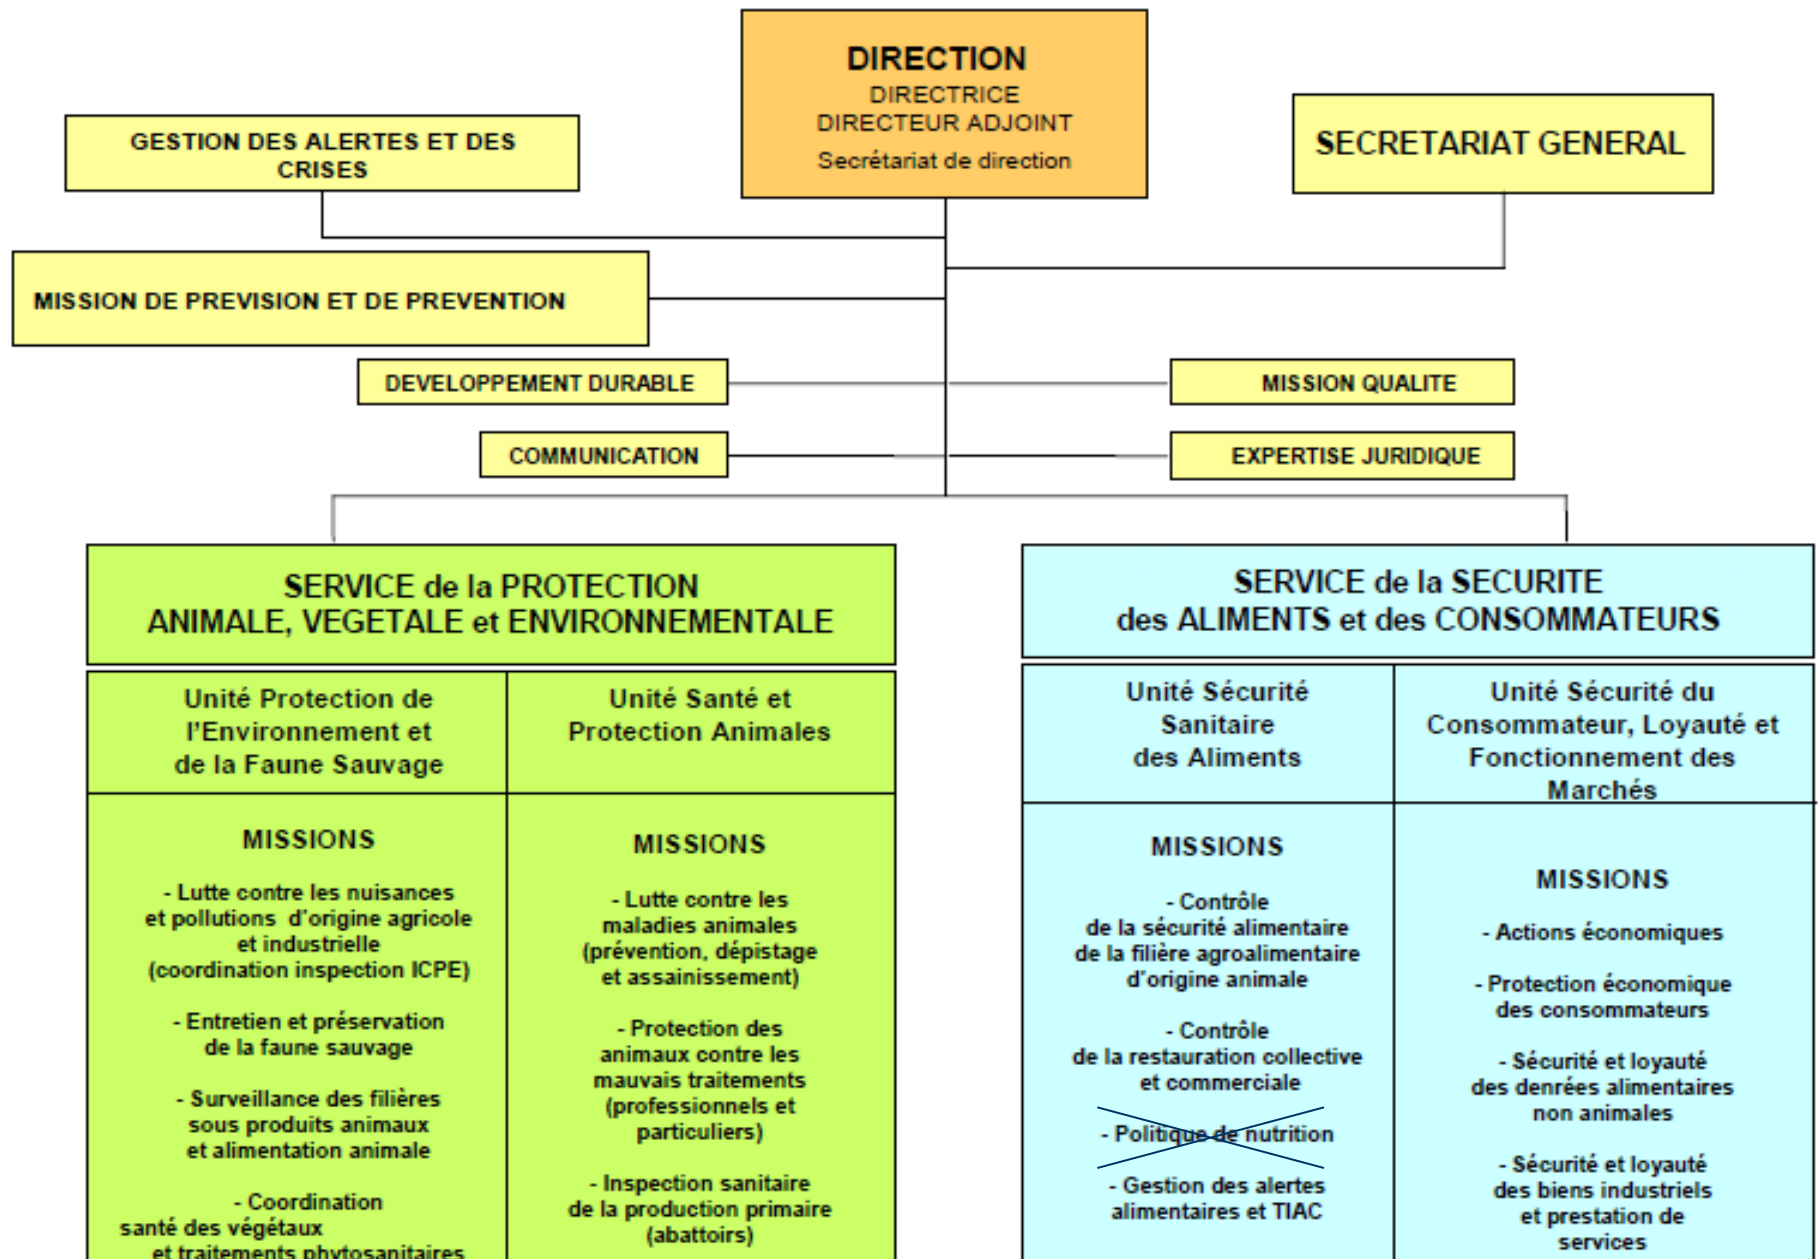 DIRECTION
DIRECTRICE
DIRECTEUR ADJOINT
Secrétariat de direction
GESTION DES ALERTES ET DES
CRISES
SECRETARIAT GENERAL
MISSION DE PREVISION ET DE PREVENTION
DEVELOPPEMENT DURABLE
MISSION QUALITE
COMMUNICATION
EXPERTISE JURIDIQUE
SERVICE de la PROTECTION
ANIMALE, VEGETALE et ENVIRONNEMENTALE
Unité Protection de
l'Environnement et
de la Faune Sauvage
MISSIONS
- Lutte contre les nuisances
et pollutions d'origine agricole
et industrielle
(coordination inspection ICPE)
- Entretien et préservation
de la faune sauvage
- Surveillance des filières
sous produits animaux
et alimentation animale
- Coordination
santé des végétaux
et traitements phytosanitaires
Unité Santé et
Protection Animales
MISSIONS
- Lutte contre les
maladies animales
(prévention, dépistage
et assainissement)
- Protection des
animaux contre les
mauvais traitements
(professionnels et
particuliers)
- Inspection sanitaire
de la production primaire
(abattoirs)
SERVICE de la SECURITE
des ALIMENTS et des CONSOMMATEURS
Unité Sécurité
Sanitaire
des Aliments
MISSIONS
- Contrôle
de la sécurité alimentaire
de la filière agroalimentaire
d'origine animale
- Contrôle
de la restauration collective
et commerciale
- Politique de nutrition
- Gestion des alertes
alimentaires et TIAC
Unité Sécurité du
Consommateur, Loyauté et
Fonctionnement des
Marchés
MISSIONS
- Actions économiques
- Protection économique
des consommateurs
- Sécurité et loyauté
des denrées alimentaires
non animales
- Sécurité et loyauté
des biens industriels
et prestation de
services